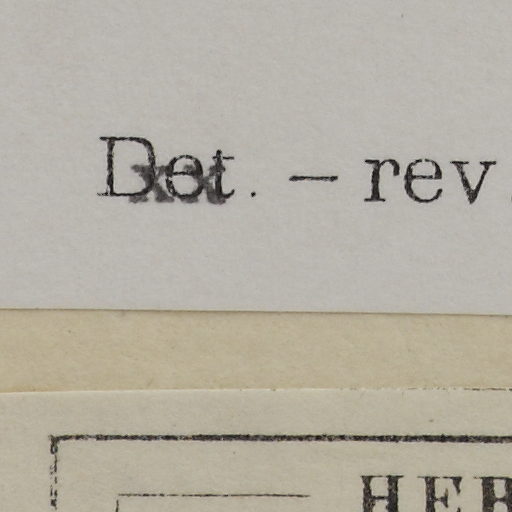 Det. - rev.
HER